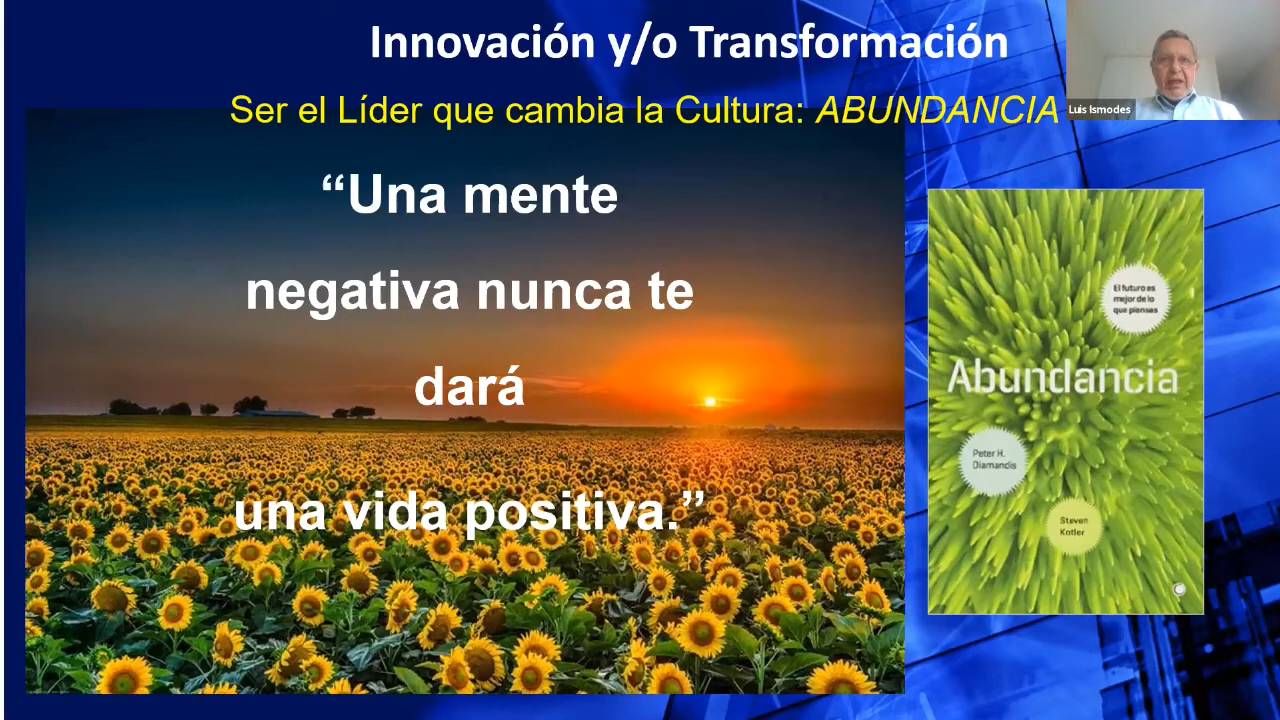 Innovación y/o Transformación
Ser el Líder que cambia la Cultura: ABUNDANCIA
Luis Ismodes
“Una mente
negativa nunca te
dará
una vida positiva.”
El futuro es
mejor de lo
que piensas
Abundancia
Peter H.
Diamandis
Steven
Kotler